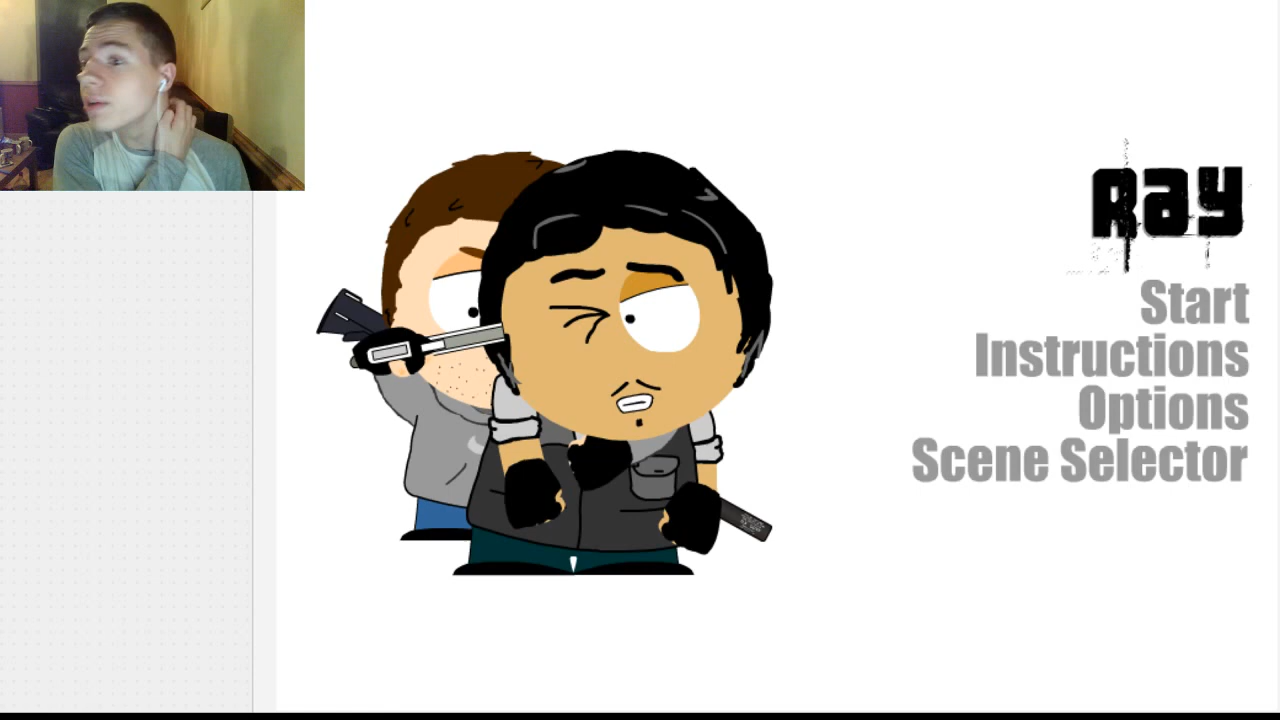 Ray
Start
Instructions
Options
Scene Selector